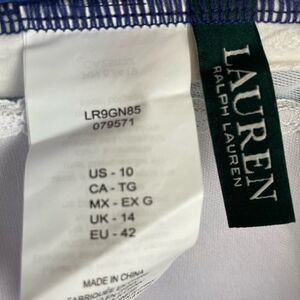 LR9GN85
079571
US - 10
CA - TG
MX - EX G
UK - 14
EU - 42
MADE IN CHINA
LAUREN
RALPH LAUREN